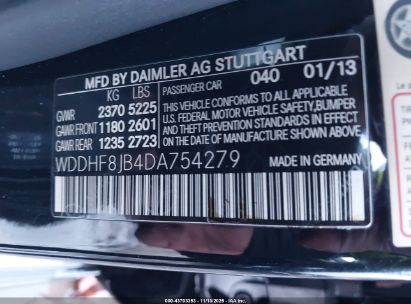 MFD BY DAIMLER AG STUTTGART
KG LBS
PASSENGER CAR 040 01/13
GVWR 2370 5225
GAWR FRONT 1180 2601
GAWR REAR 1235 2723
THIS VEHICLE CONFORMS TO ALL APPLICABLE
U.S. FEDERAL MOTOR VEHICLE SAFETY, BUMPER
AND THEFT PREVENTION STANDARDS IN EFFECT ON
THE DATE OF MANUFACTURE SHOWN ABOVE.
WDDHF8JB4DA754279
MADE IN GERMANY